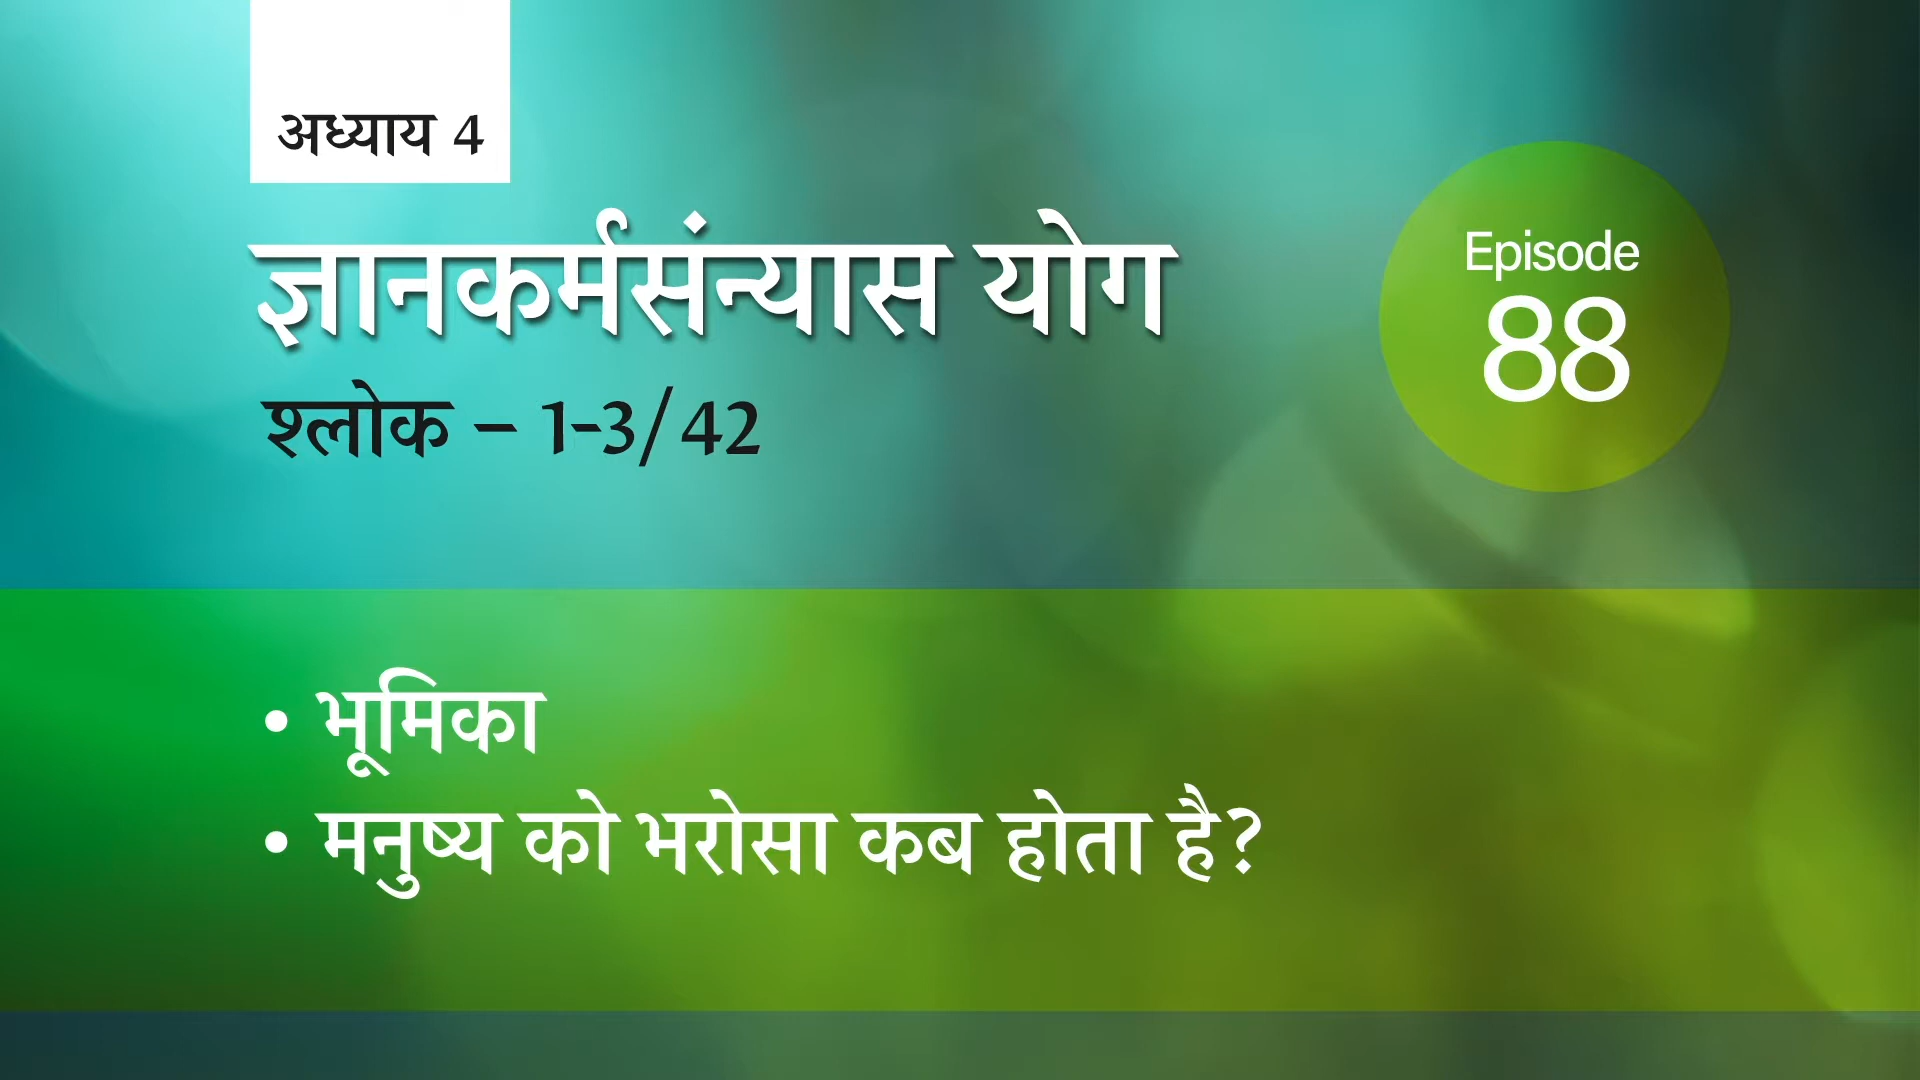 अध्याय 4
ज्ञानकर्मसंन्यास योग
श्लोक – 1-3/42
Episode
88
• भूमिका
• मनुष्य को भरोसा कब होता है?